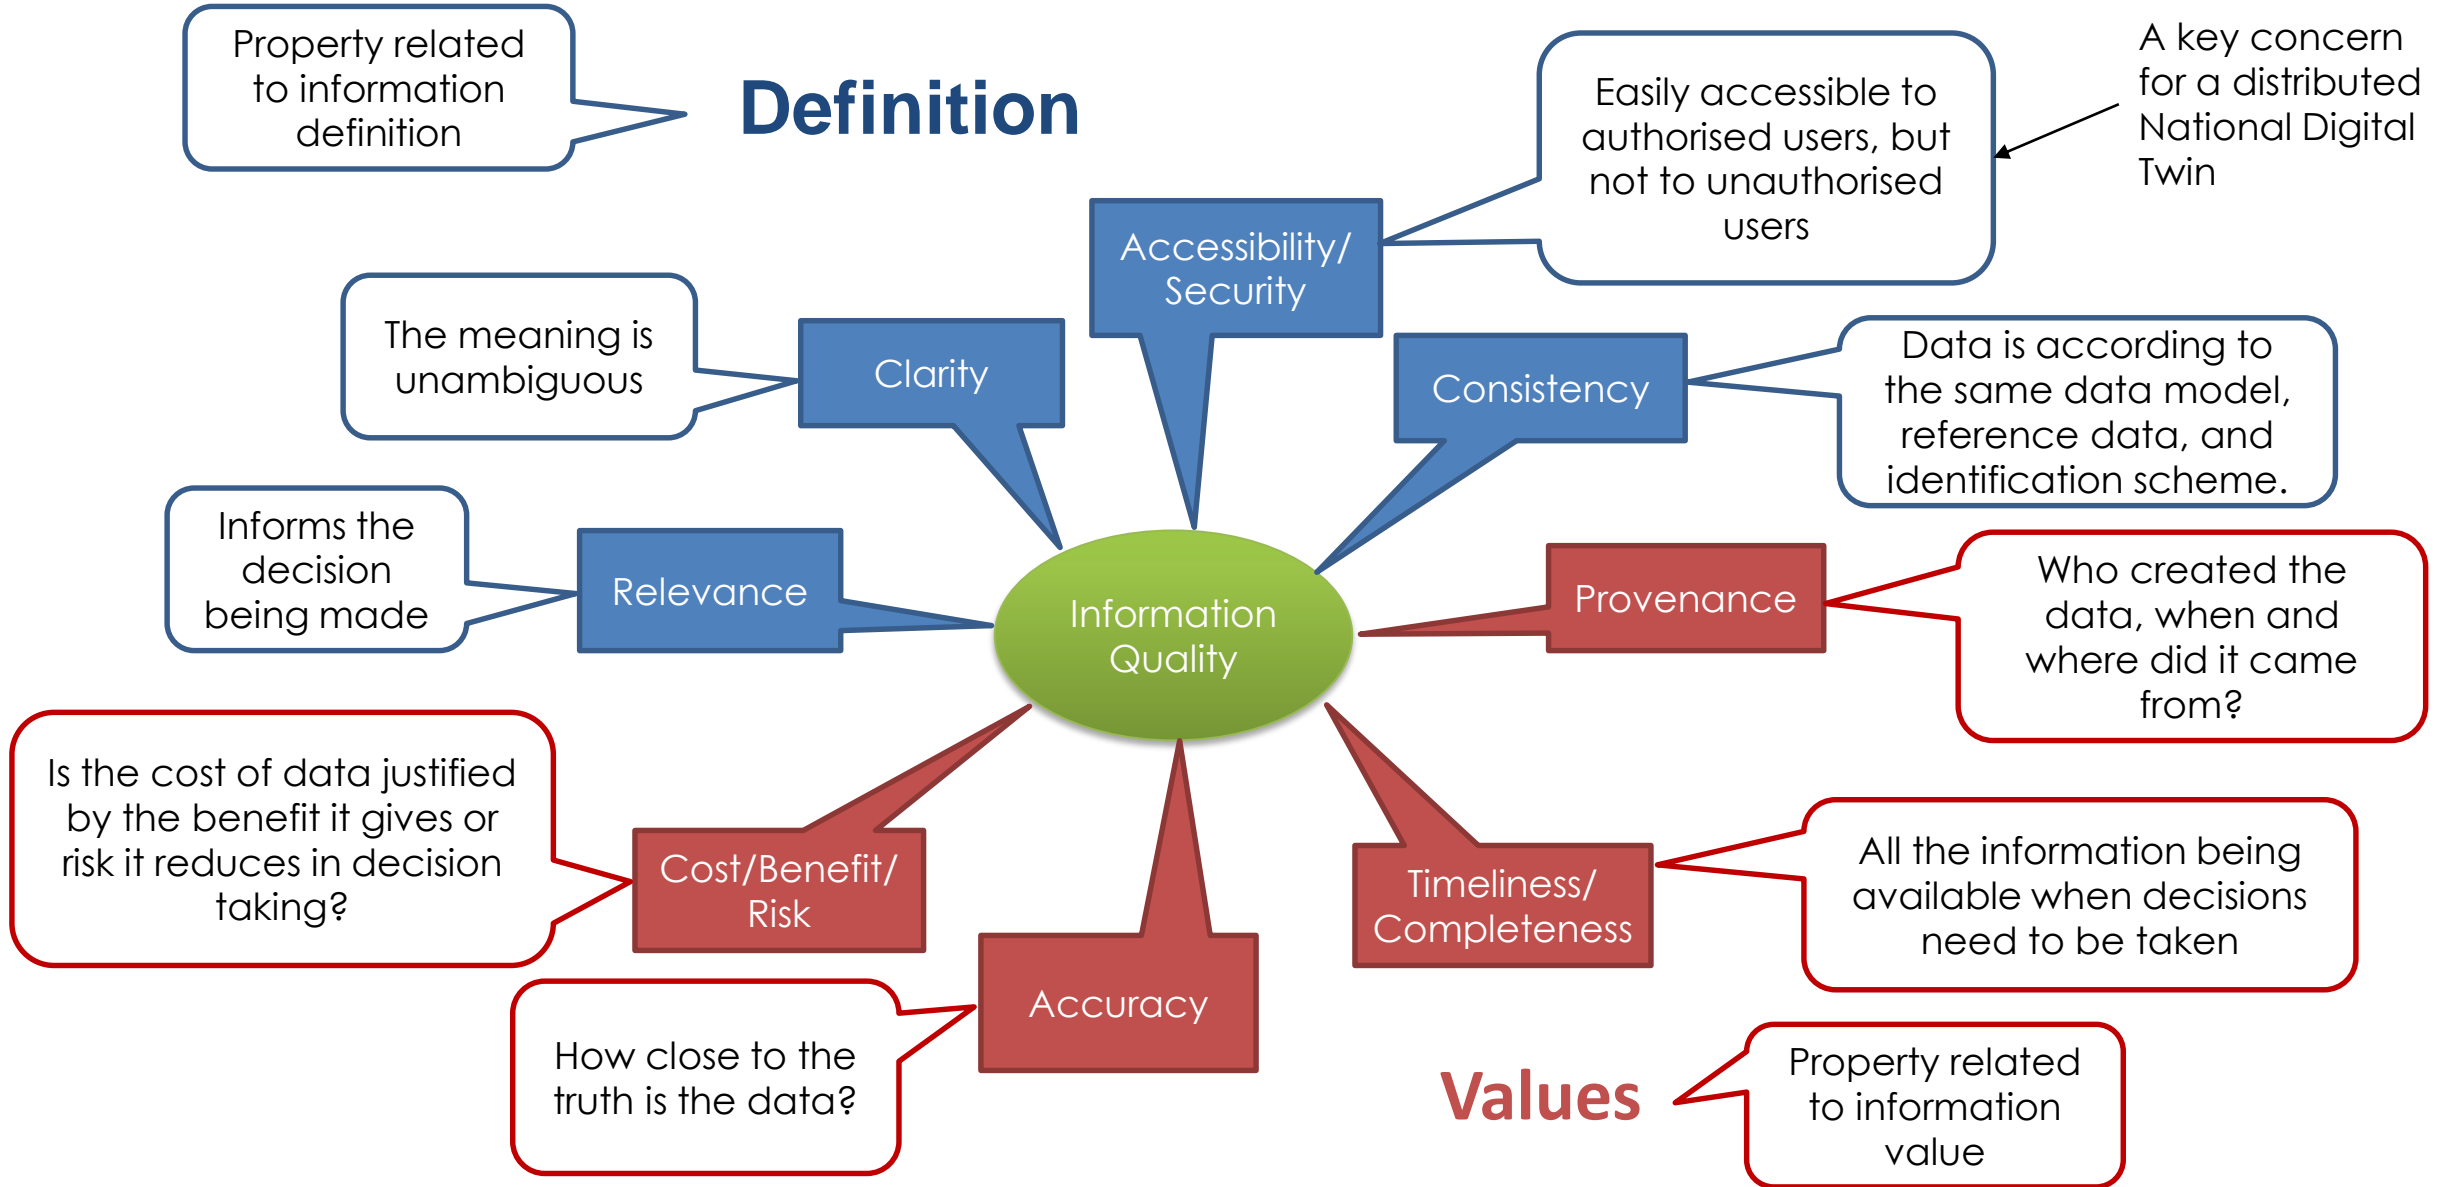 Property related
to information
definition
Definition
Easily accessible to
authorised users, but
not to unauthorised
users
A key concern
for a distributed
National Digital
Twin
Accessibility/
Security
The meaning is
unambiguous
Clarity
Consistency
Data is according to
the same data model,
reference data, and
identification scheme.
Informs the
decision
being made
Relevance
Information
Quality
Provenance
Who created the
data, when and
where did it came
from?
Is the cost of data justified
by the benefit it gives or
risk it reduces in decision
taking?
Cost/Benefit/
Risk
Timeliness/
Completeness
All the information being
available when decisions
need to be taken
How close to the
truth is the data?
Accuracy
Values
Property related
to information
value